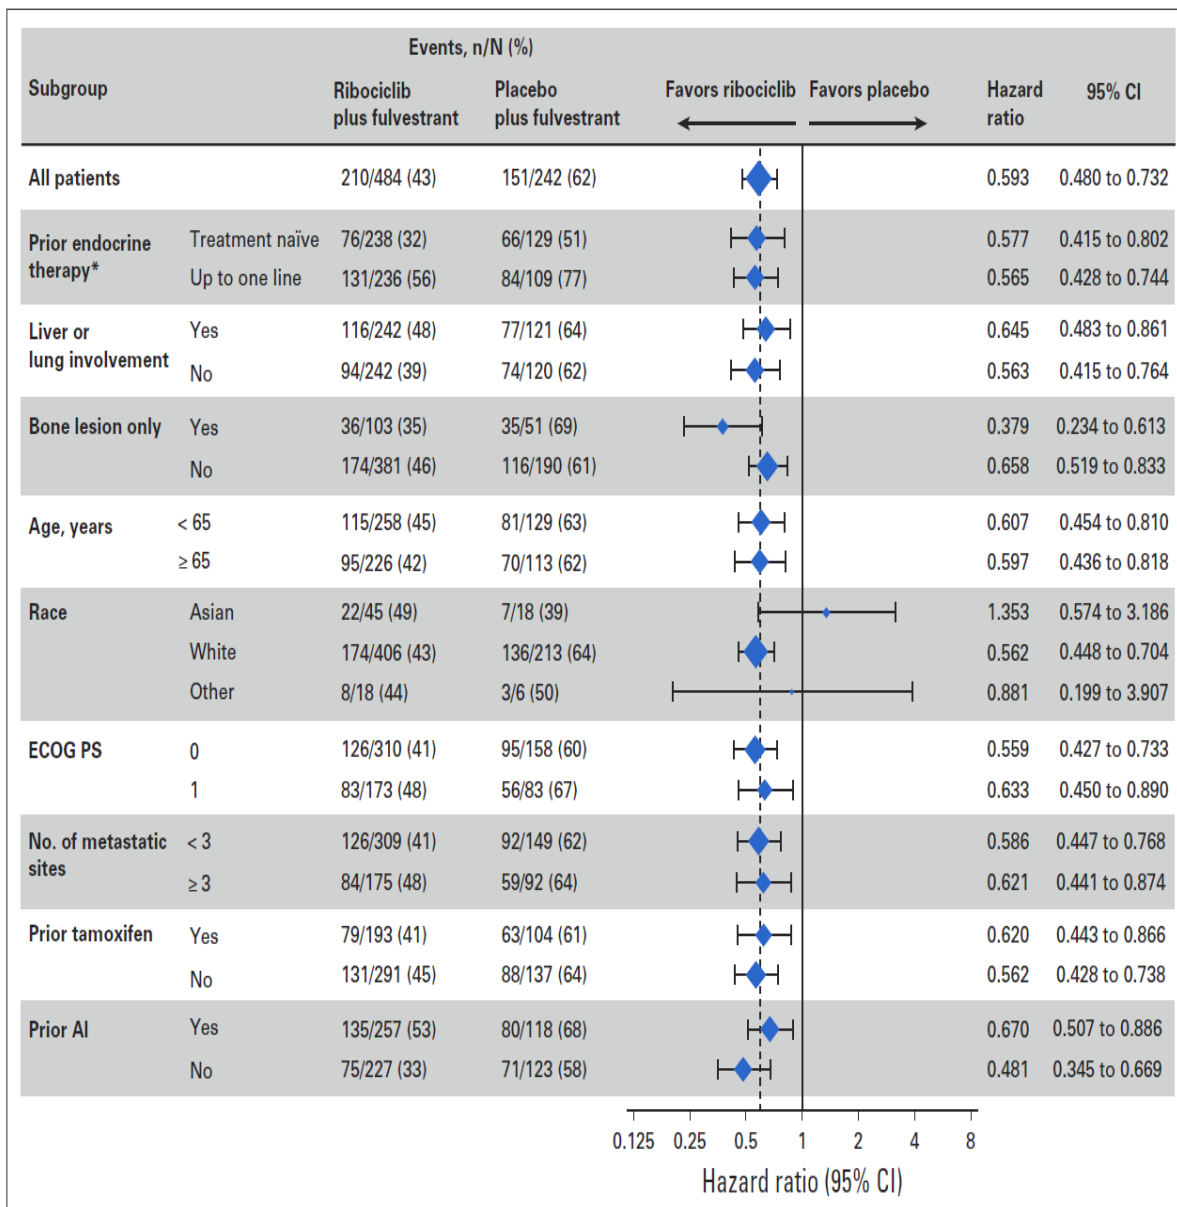 Events, n/N (%)
Subgroup Ribociclib plus fulvestrant Placebo plus fulvestrant Favors ribociclib Favors placebo Hazard ratio 95% CI
All patients 210/484 (43) 151/242 (62) 0.593 0.480 to 0.732
Prior endocrine therapy* Treatment naïve 76/238 (32) 66/129 (51) 0.577 0.415 to 0.802
Up to one line 131/236 (56) 84/109 (77) 0.565 0.428 to 0.744
Liver or lung involvement Yes 116/242 (48) 77/121 (64) 0.645 0.483 to 0.861
No 94/242 (39) 74/120 (62) 0.563 0.415 to 0.764
Bone lesion only Yes 36/103 (35) 35/51 (69) 0.379 0.234 to 0.613
No 174/381 (46) 116/190 (61) 0.658 0.519 to 0.833
Age, years < 65 115/258 (45) 81/129 (63) 0.607 0.454 to 0.810
≥ 65 95/226 (42) 70/113 (62) 0.597 0.436 to 0.818
Race Asian 22/45 (49) 7/18 (39) 1.353 0.574 to 3.186
White 174/406 (43) 136/213 (64) 0.562 0.448 to 0.704
Other 8/18 (44) 3/6 (50) 0.881 0.199 to 3.907
ECOG PS 0 126/310 (41) 95/158 (60) 0.559 0.427 to 0.733
1 83/173 (48) 56/83 (67) 0.633 0.450 to 0.890
No. of metastatic sites < 3 126/309 (41) 92/149 (62) 0.586 0.447 to 0.768
≥ 3 84/175 (48) 59/92 (64) 0.621 0.441 to 0.874
Prior tamoxifen Yes 79/193 (41) 63/104 (61) 0.620 0.443 to 0.866
No 131/291 (45) 88/137 (64) 0.562 0.428 to 0.738
Prior AI Yes 135/257 (53) 80/118 (68) 0.670 0.507 to 0.886
No 75/227 (33) 71/123 (58) 0.481 0.345 to 0.669
0.125 0.25 0.5 1 2 4 8
Hazard ratio (95% CI)